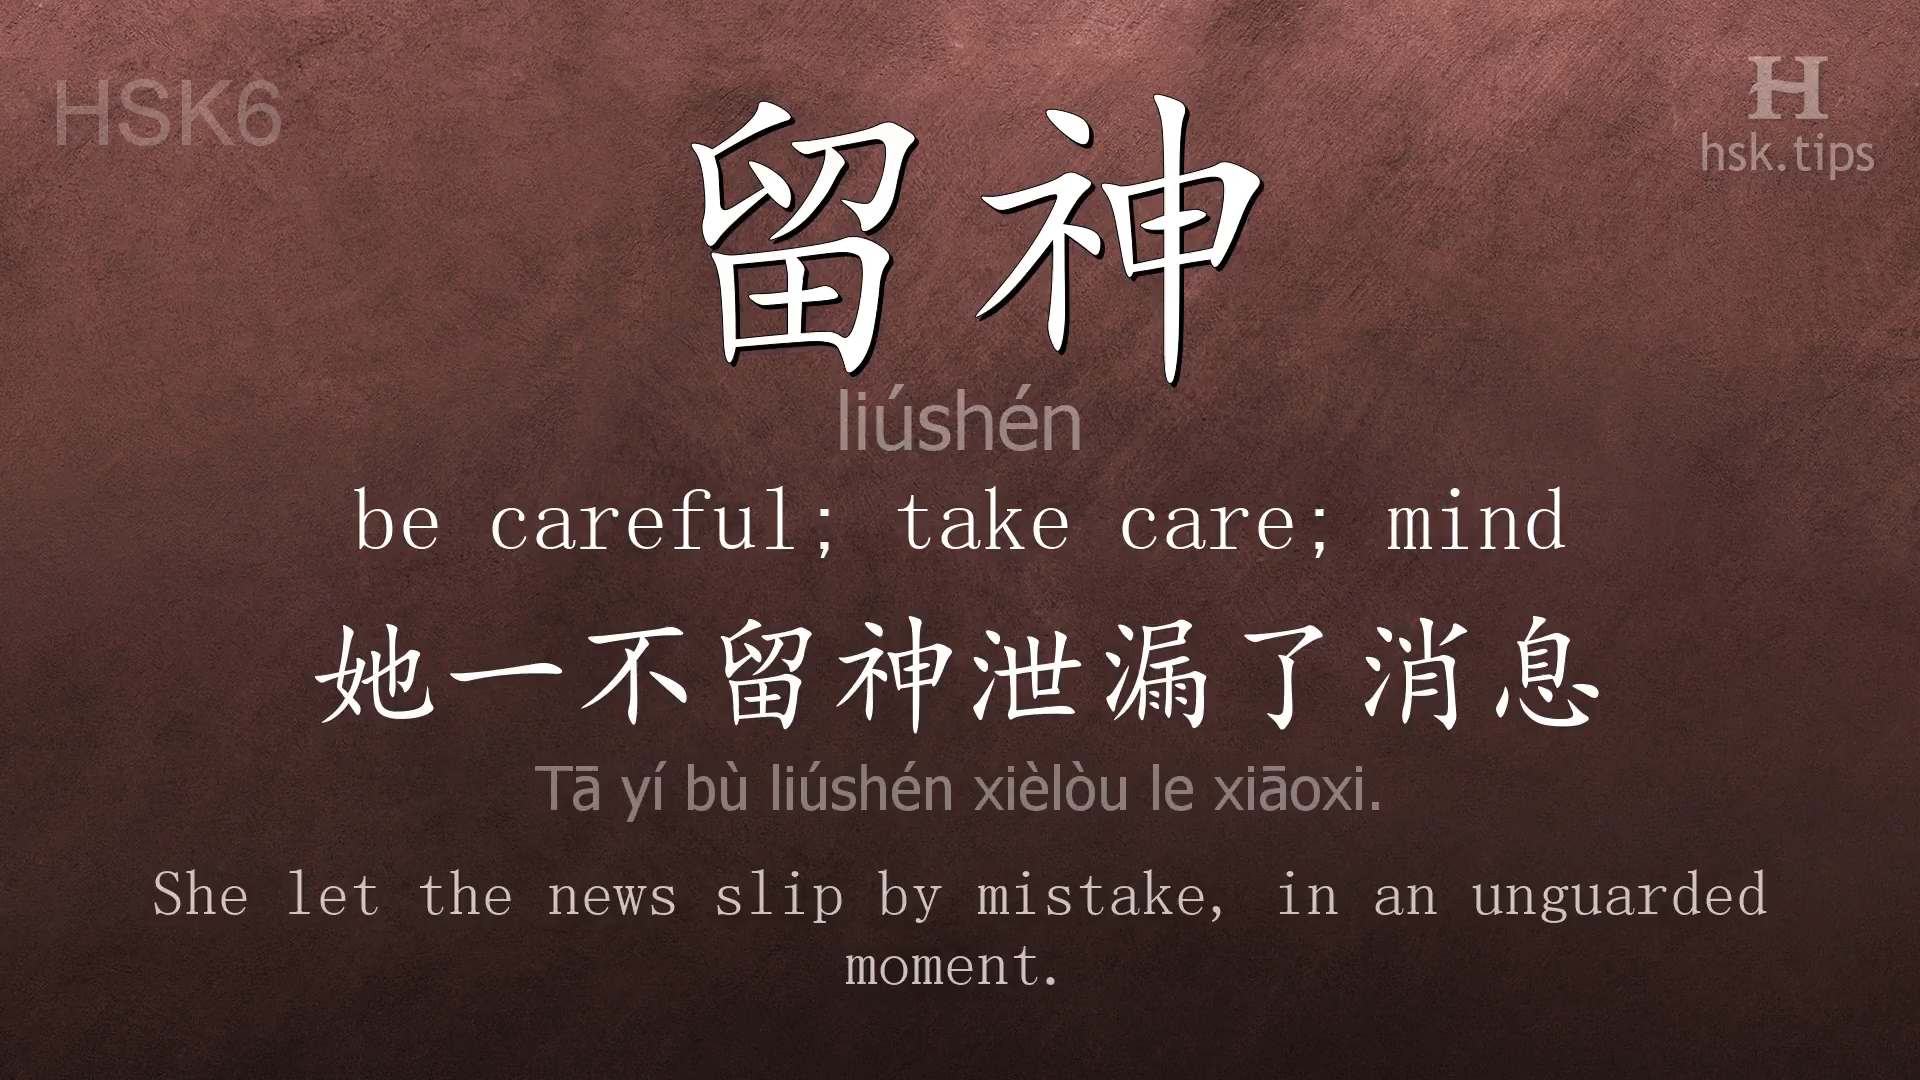 HSK6
H
hsk.tips
留神
liúshén
be careful; take care; mind
她一不留神泄漏了消息
Tā yí bù liúshén xièlòu le xiāoxi.
She let the news slip by mistake, in an unguarded
moment.